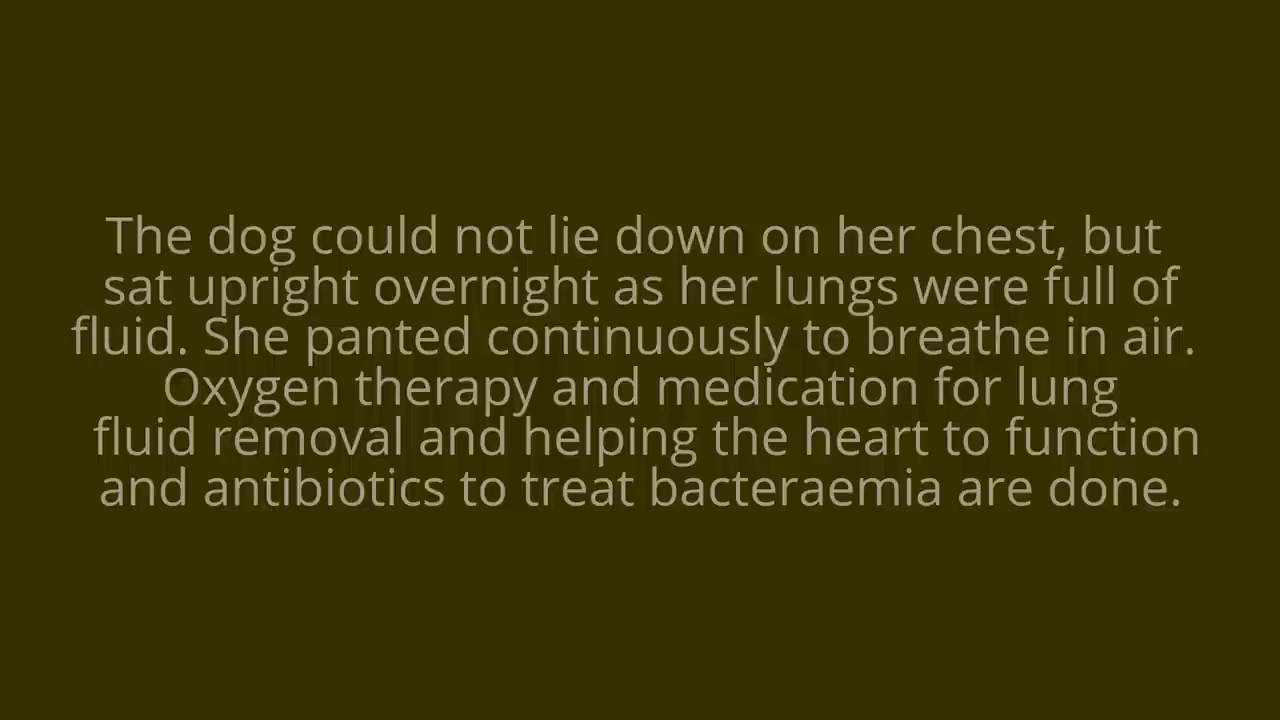 The dog could not lie down on her chest, but
sat upright overnight as her lungs were full of
fluid. She panted continuously to breathe in air.
Oxygen therapy and medication for lung
fluid removal and helping the heart to function
and antibiotics to treat bacteraemia are done.